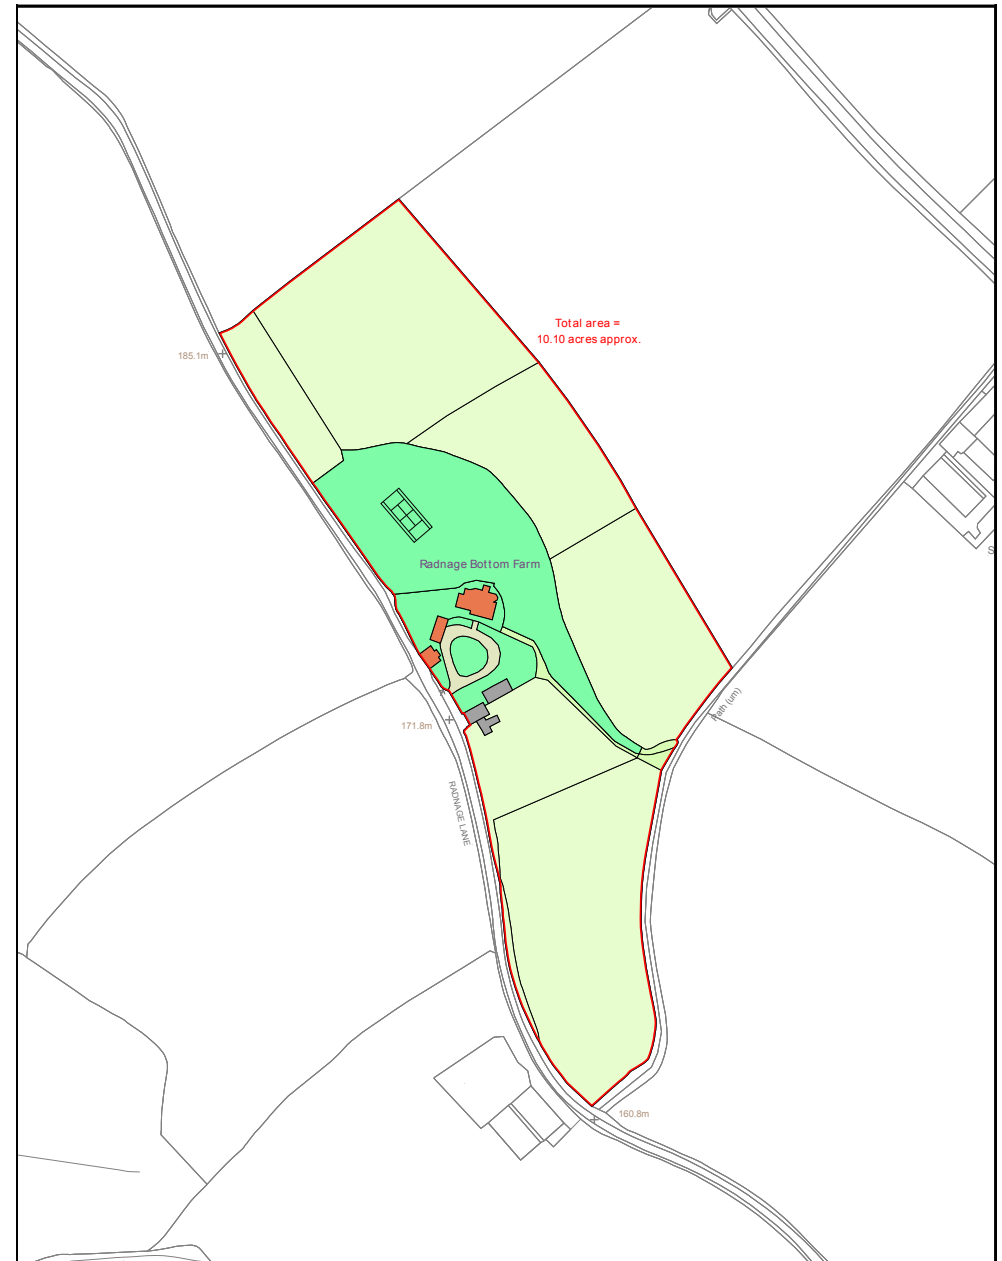 Total area =
10.10 acres approx.
185.1m
S
Radnage Bottom Farm
Path (um)
171.8m
RADNAGE LANE
160.8m